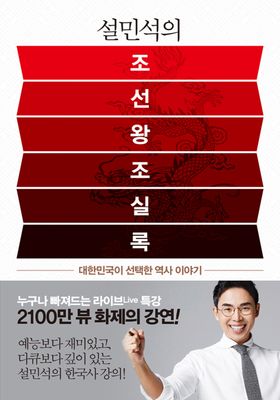 설민석의
조
선
왕
조
실
록
대한민국이 선택한 역사 이야기
누구나 빠져드는 라이브Live 특강
2100만 뷰 화제의 강연!
예능보다 재미있고,
다큐보다 깊이 있는
설민석의 한국사 강의!